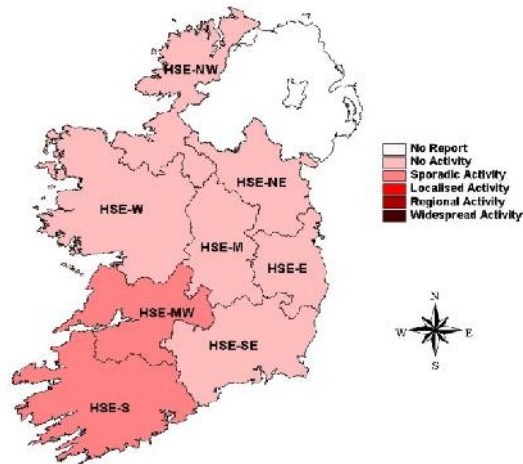 HSE-NW
No Report
No Activity
Sporadic Activity
Localised Activity
Regional Activity
Widespread Activity
HSE-NE
HSE-W
HSE-M
HSE-E
HSE-MW
HSE-SE
HSE-S
N
W E
S